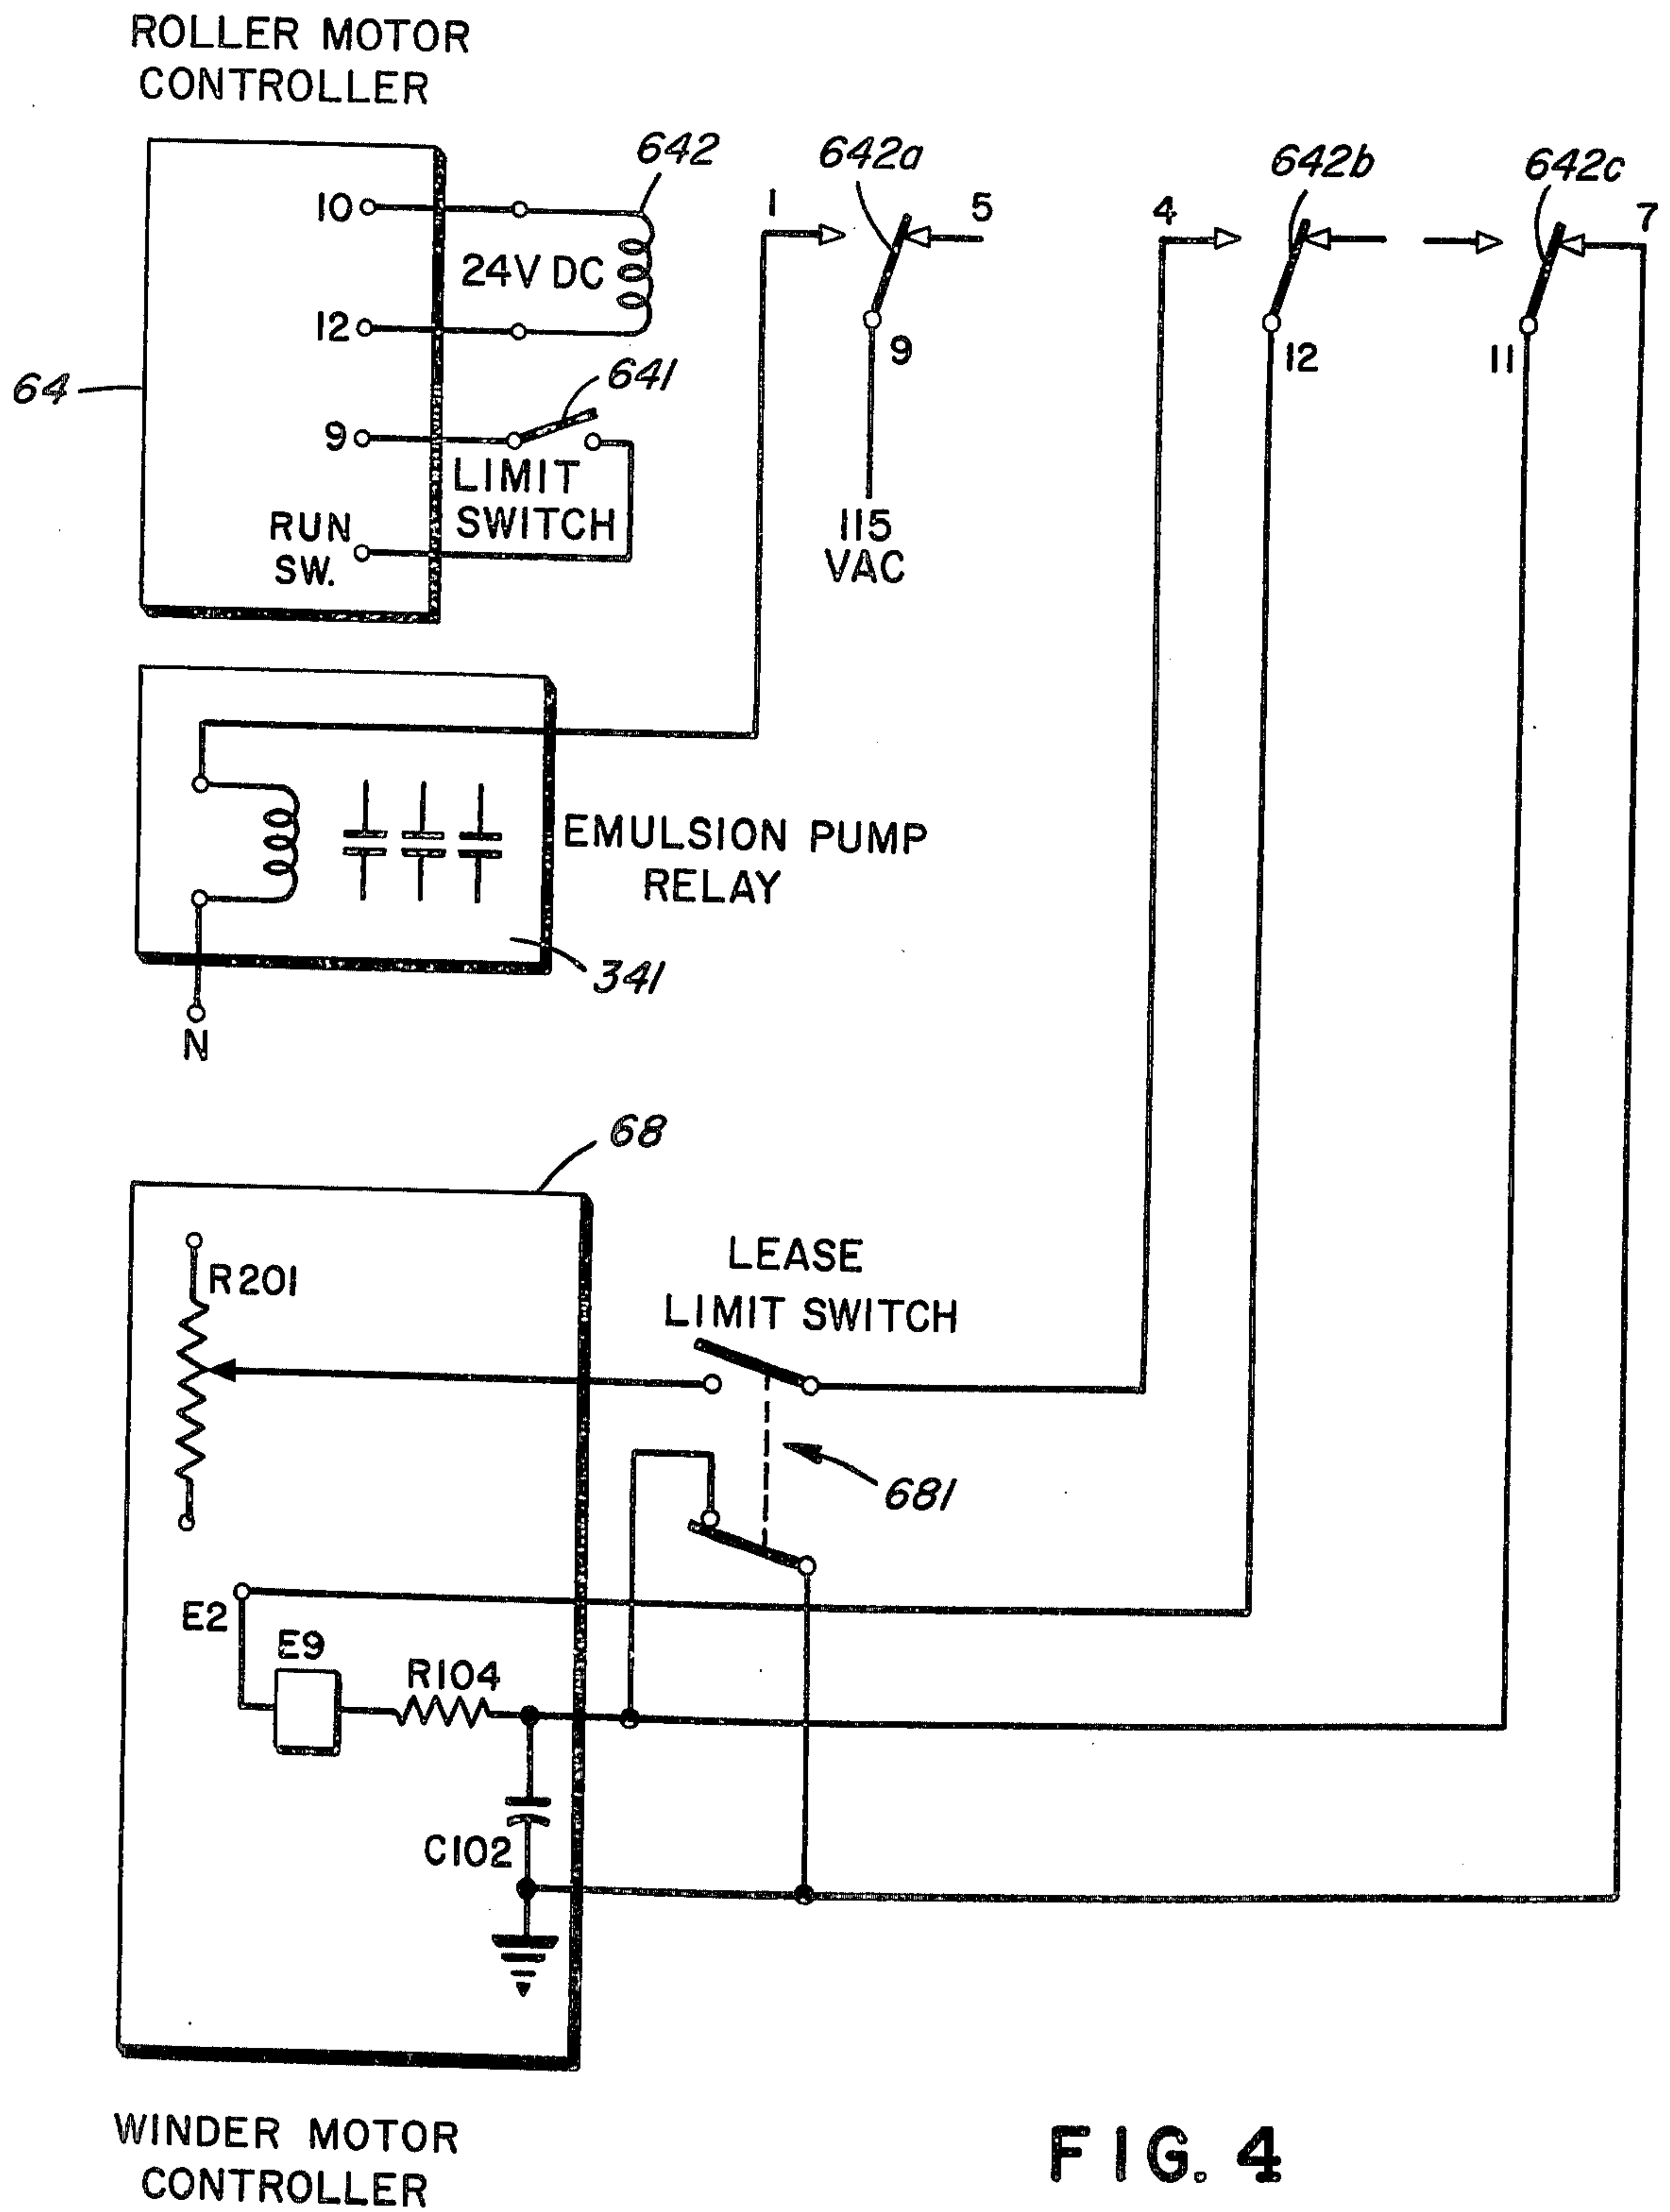 ROLLER MOTOR
CONTROLLER
642
642a
642b
642c
10
1
5
4
7
24V DC
12
9
12
11
64
641
9
LIMIT
SWITCH
RUN
SW.
115
VAC
EMULSION PUMP
RELAY
341
N
68
R201
LEASE
LIMIT SWITCH
681
E2
E9
R104
C102
WINDER MOTOR
CONTROLLER
FIG. 4